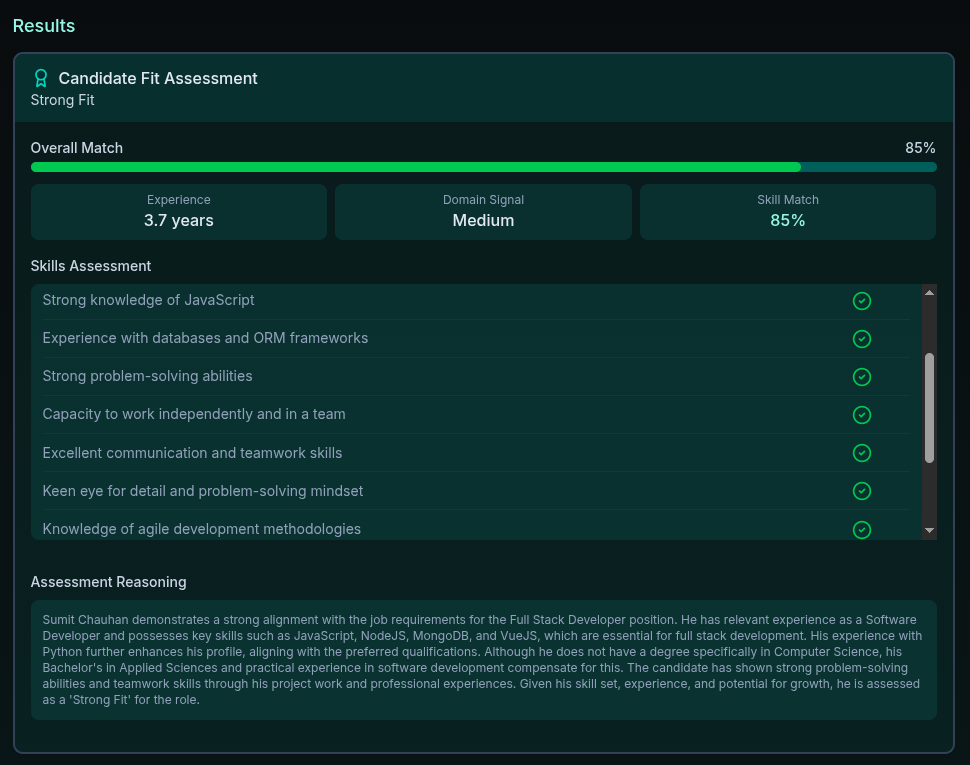 Results
Candidate Fit Assessment
Strong Fit
Overall Match 85%
Experience
3.7 years
Domain Signal
Medium
Skill Match
85%
Skills Assessment
Strong knowledge of JavaScript
Experience with databases and ORM frameworks
Strong problem-solving abilities
Capacity to work independently and in a team
Excellent communication and teamwork skills
Keen eye for detail and problem-solving mindset
Knowledge of agile development methodologies
Assessment Reasoning
Sumit Chauhan demonstrates a strong alignment with the job requirements for the Full Stack Developer position. He has relevant experience as a Software
Developer and possesses key skills such as JavaScript, NodeJS, MongoDB, and VueJS, which are essential for full stack development. His experience with
Python further enhances his profile, aligning with the preferred qualifications. Although he does not have a degree specifically in Computer Science, his
Bachelor's in Applied Sciences and practical experience in software development compensate for this. The candidate has shown strong problem-solving
abilities and teamwork skills through his project work and professional experiences. Given his skill set, experience, and potential for growth, he is assessed
as a 'Strong Fit' for the role.